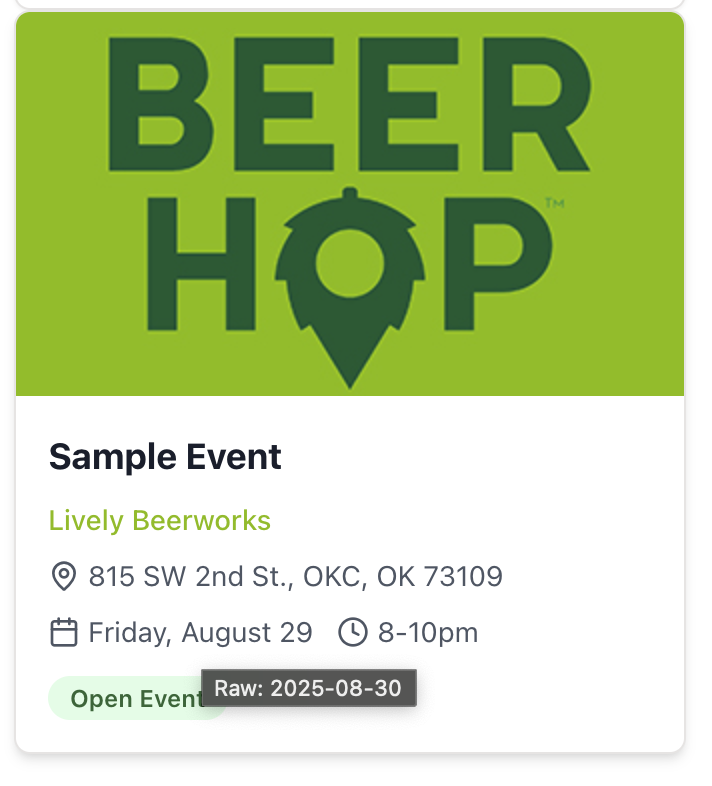 BEER
HOP™
Sample Event
Lively Beerworks
815 SW 2nd St., OKC, OK 73109
Friday, August 29 8-10pm
Open Event
Raw: 2025-08-30